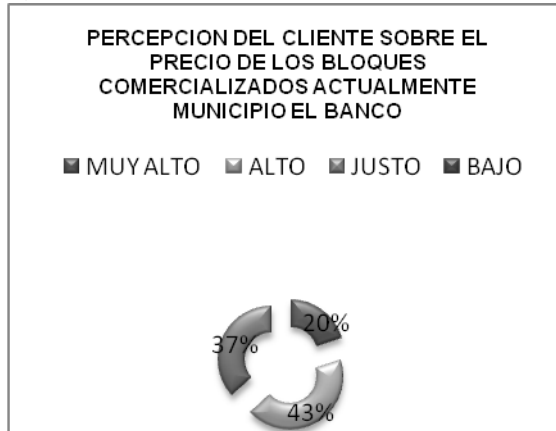 PERCEPCION DEL CLIENTE SOBRE EL
PRECIO DE LOS BLOQUES
COMERCIALIZADOS ACTUALMENTE
MUNICIPIO EL BANCO
MUY ALTO ALTO JUSTO BAJO
20%
37%
43%